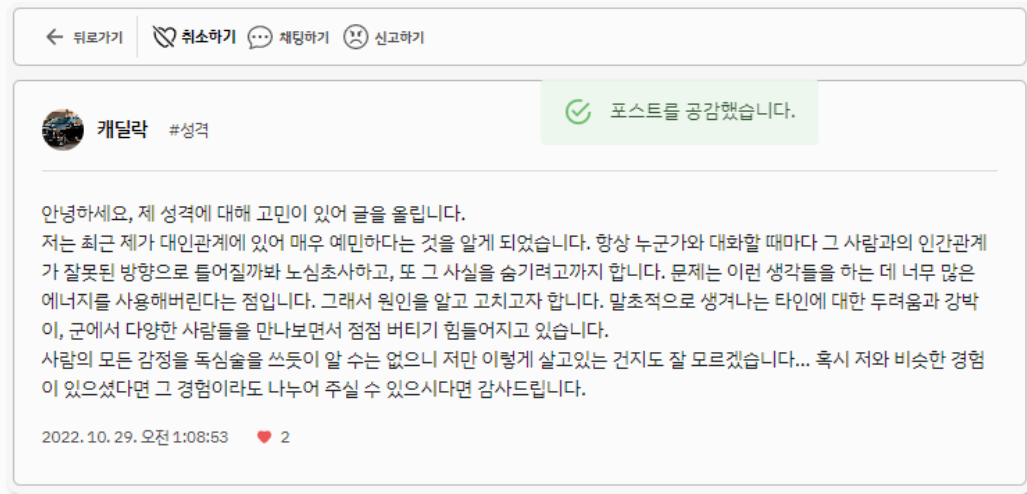 뒤로가기 취소하기 채팅하기 신고하기
포스트를 공감했습니다.
캐딜락 #성격
안녕하세요, 제 성격에 대해 고민이 있어 글을 올립니다.
저는 최근 제가 대인관계에 있어 매우 예민하다는 것을 알게 되었습니다. 항상 누군가와 대화할 때마다 그 사람과의 인간관계
가 잘못된 방향으로 틀어질까봐 노심초사하고, 또 그 사실을 숨기려고까지 합니다. 문제는 이런 생각들을 하는 데 너무 많은
에너지를 사용해버린다는 점입니다. 그래서 원인을 알고 고치고자 합니다. 말초적으로 생겨나는 타인에 대한 두려움과 강박
이, 군에서 다양한 사람들을 만나보면서 점점 버티기 힘들어지고 있습니다.
사람의 모든 감정을 독심술을 쓰듯이 알 수는 없으니 저만 이렇게 살고있는 건지도 잘 모르겠습니다... 혹시 저와 비슷한 경험
이 있으셨다면 그 경험이라도 나누어 주실 수 있으시다면 감사드립니다.
2022. 10. 29. 오전 1:08:53 2